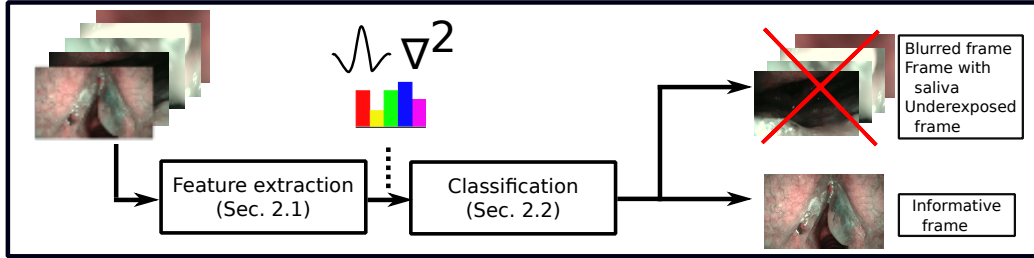 ∇2
Feature extraction
(Sec. 2.1)
Classification
(Sec. 2.2)
Blurred frame
Frame with
saliva
Underexposed
frame
Informative
frame